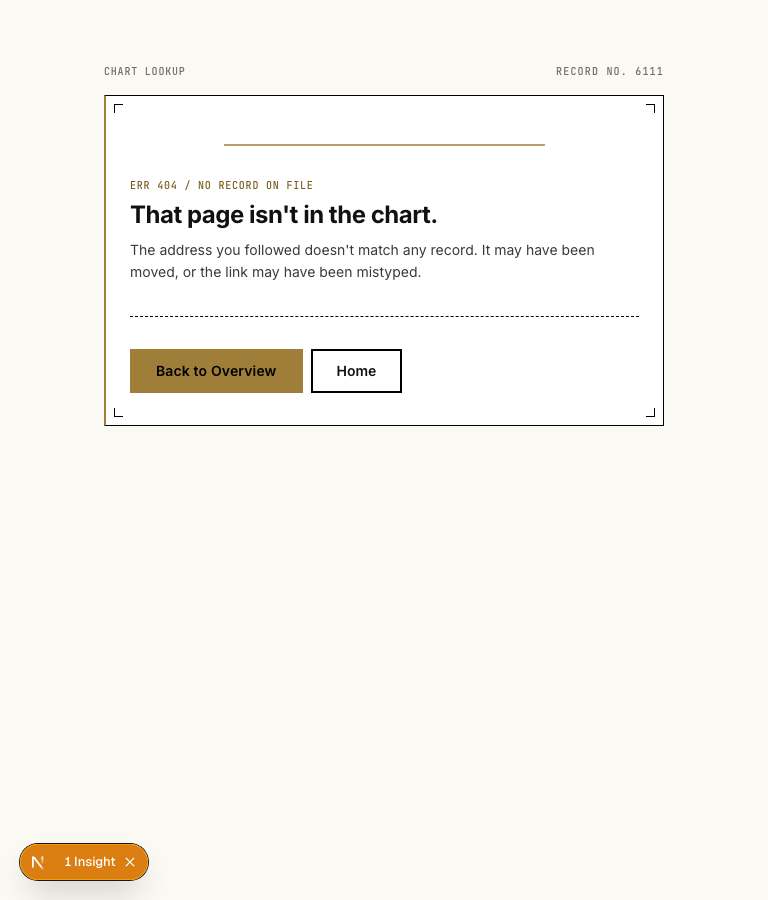 CHART LOOKUP
RECORD NO. 6111
ERR 404 / NO RECORD ON FILE
That page isn't in the chart.
The address you followed doesn't match any record. It may have been
moved, or the link may have been mistyped.
Back to Overview
Home
1 Insight